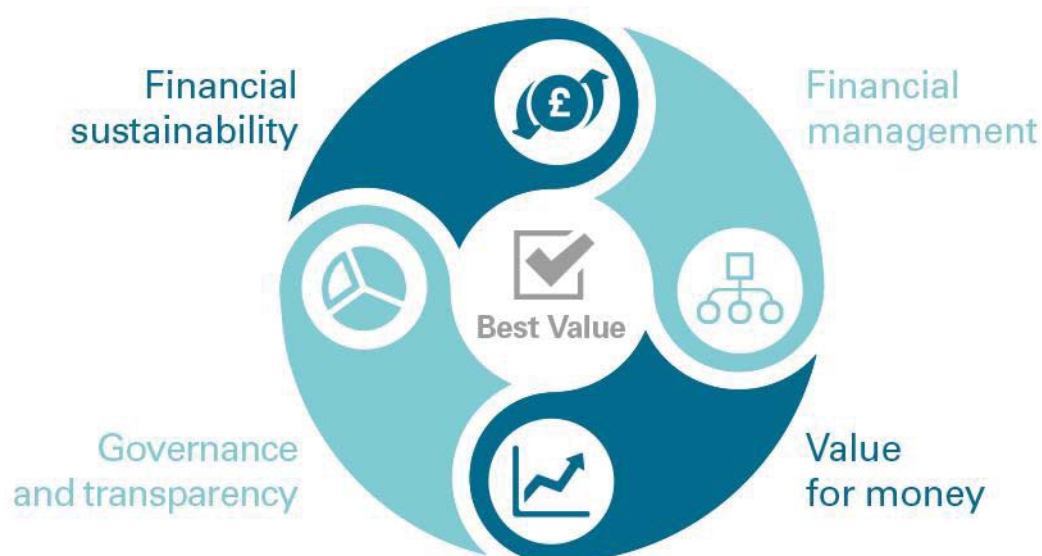 Financial
sustainability
Financial
management
£
Best Value
Governance
and transparency
Value
for money